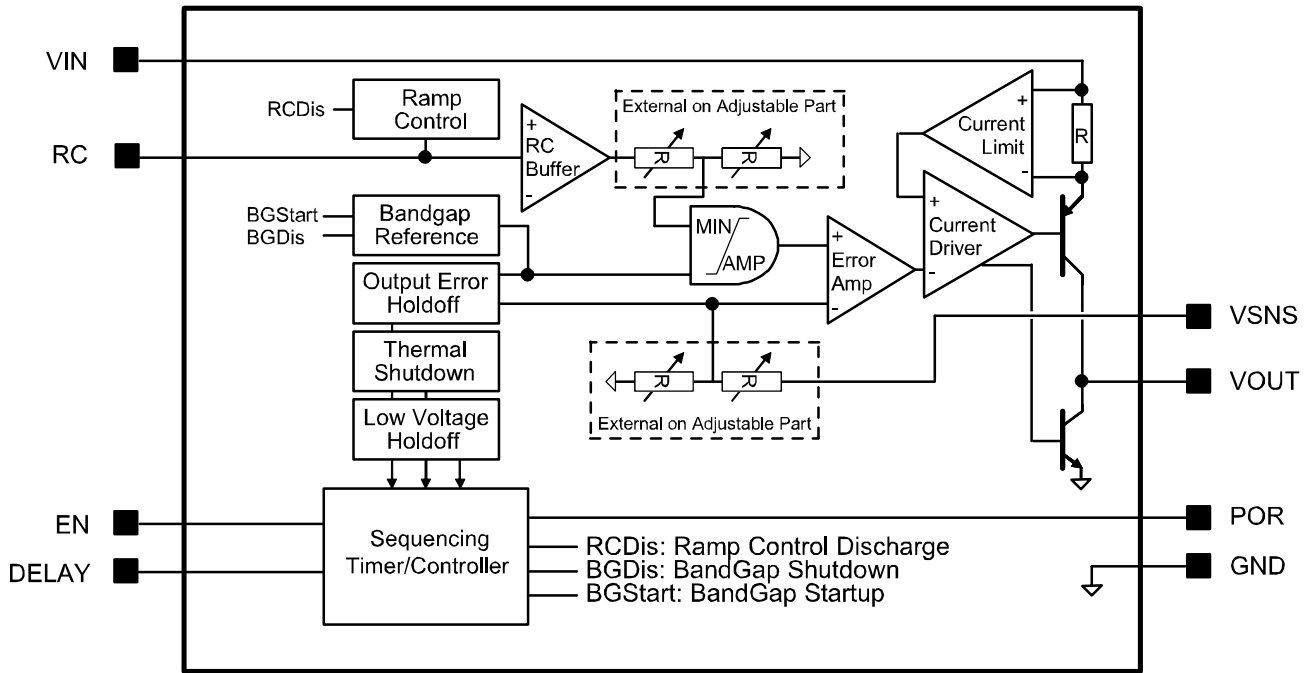 VIN
RCDis
Ramp
Control
External on Adjustable Part
+
Current
Limit
-
R
RC
+
RC
Buffer
-
R
R
BGStart
BGDis
Bandgap
Reference
MIN
AMP
+
Error
Amp
-
+
Current
Driver
-
Output Error
Holdoff
Thermal
Shutdown
Low Voltage
Holdoff
R
R
External on Adjustable Part
VSNS
VOUT
EN
DELAY
Sequencing
Timer/Controller
RCDis: Ramp Control Discharge
BGDis: BandGap Shutdown
BGStart: BandGap Startup
POR
GND